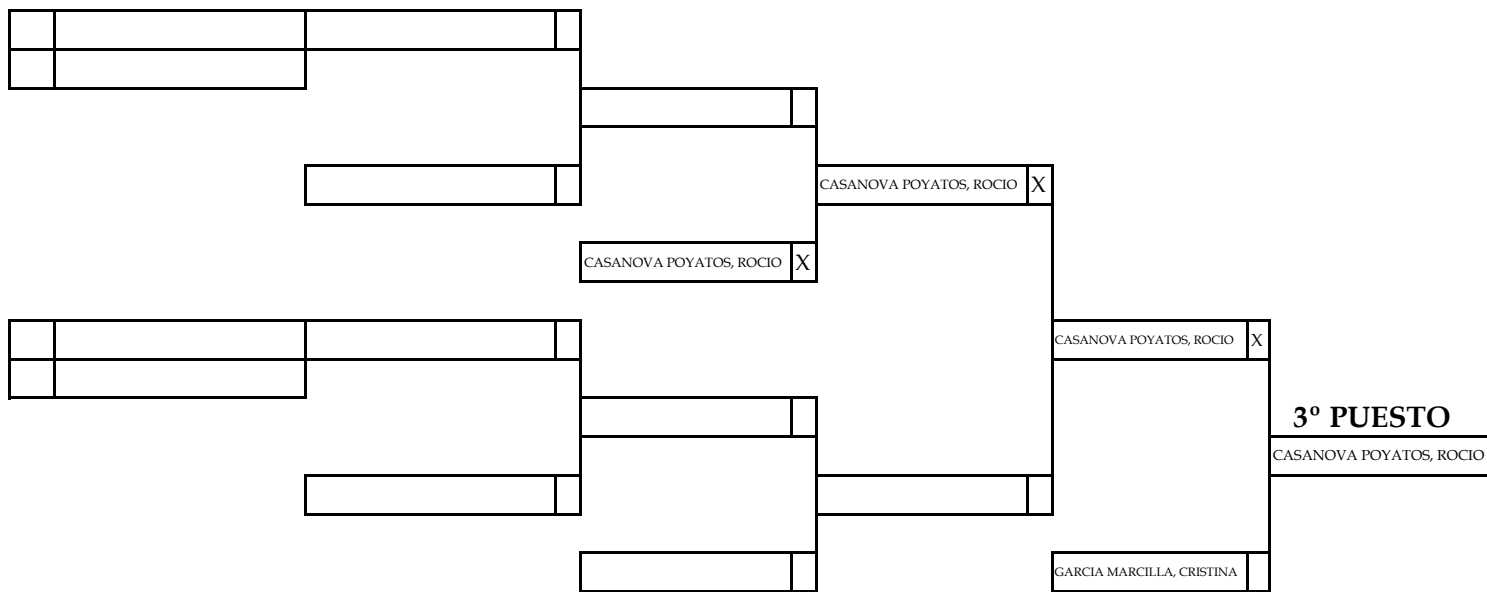 CASANOVA POYATOS, ROCIO X
CASANOVA POYATOS, ROCIO X
CASANOVA POYATOS, ROCIO X
3º PUESTO
CASANOVA POYATOS, ROCIO
GARCIA MARCILLA, CRISTINA